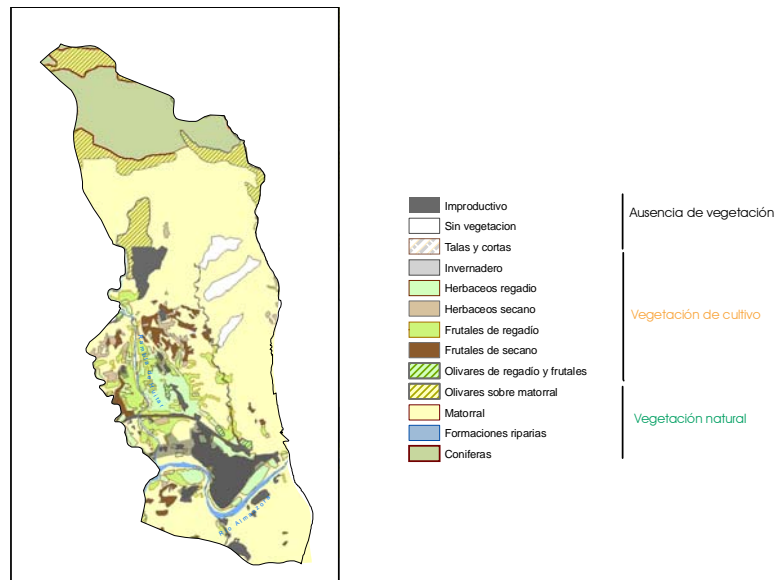 Improductivo
Sin vegetacion
Talas y cortas
Invernadero
Herbaceos regadio
Herbaceos secano
Frutales de regadío
Frutales de secano
Olivares de regadío y frutales
Olivares sobre matorral
Matorral
Formaciones riparias
Coniferas
Ausencia de vegetación
Vegetación de cultivo
Vegetación natural
Río